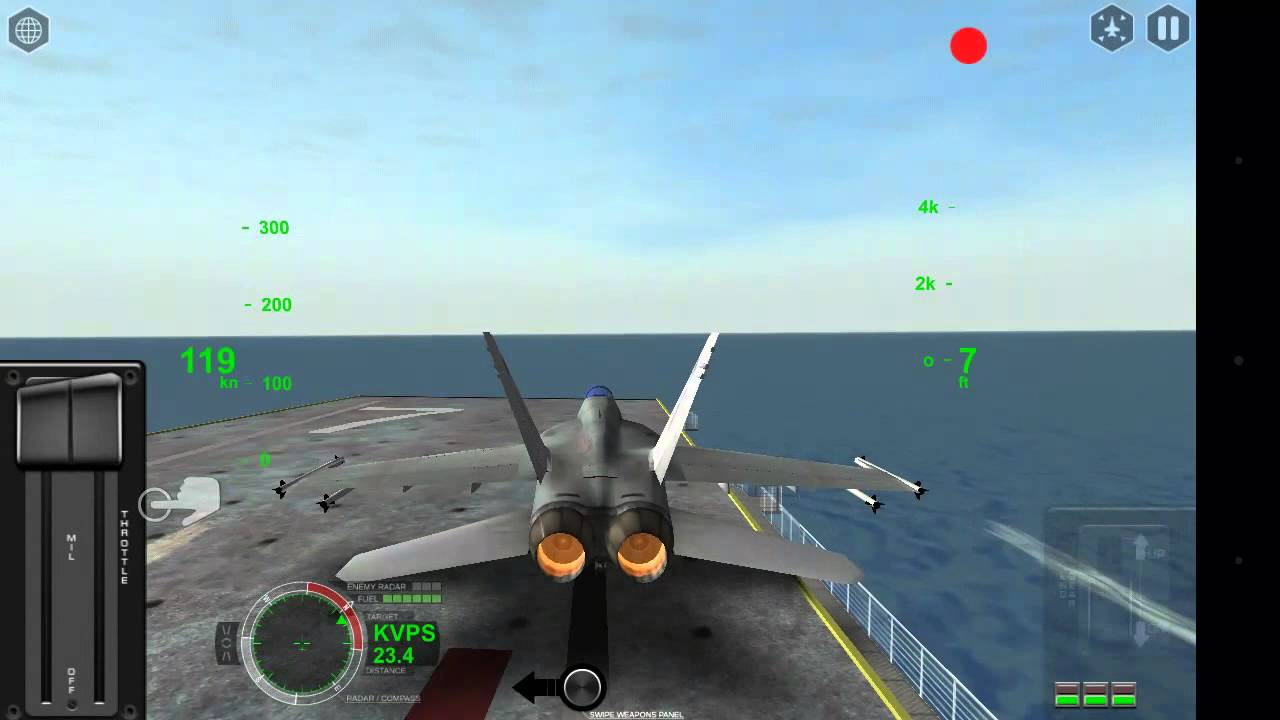 4k -
- 300
2k -
- 200
119
kn - 100
o - 7
ft
- 0
THROTTLE
MIL
OFF
ENEMY RADAR
FUEL
TARGET
KVPS
23.4
DISTANCE
RADAR / COMPASS
SWIPE WEAPONS PANEL
UP